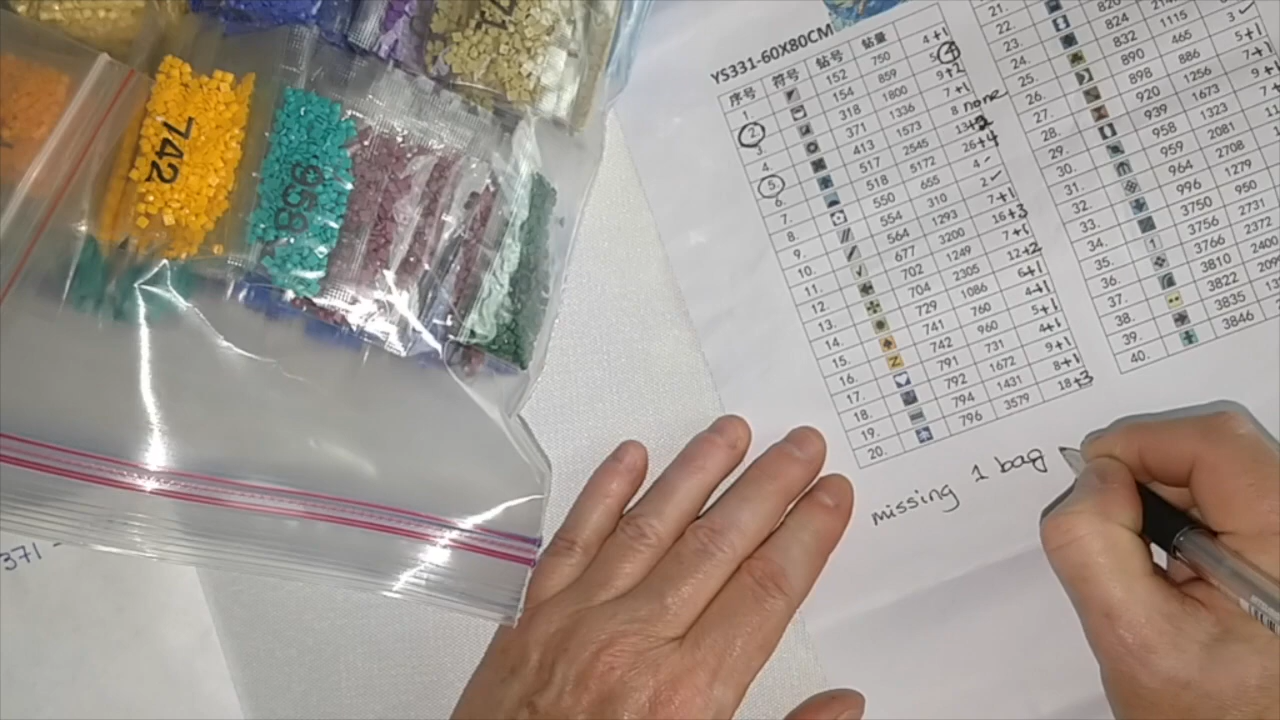 742
958
371 -
YS331-60X80CM
序号 符号 钻号 钻量
1. 152 750 4+1
2. 154 859 5 4
3. 318 1800 9+2
4. 371 1336 7+1
5. 413 1573 8 none
6. 517 2545 13+2
7. 518 5172 26+4
8. 550 655 4 ✓
9. 554 310 2 ✓
10. 564 1293 7+1
11. 677 3200 16+3
12. 702 1249 7+1
13. 704 2305 12+2
14. 729 1086 6+1
15. 741 760 4+1
16. 742 960 5+1
17. 791 731 4+1
18. 792 1672 9+1
19. 794 1431 8+1
20. 796 3579 18+3
21.
22.
23. 820
24. 824
25. 832 1115
26. 890 465 3 ✓
27. 898 686 5+1
28. 920 1256 7+1
29. 939 1673 9+1
30. 958 1323
31. 959 2081
32. 964 2708
33. 996 1279
34. 3750 950
35. 3756 2731
36. 3766 2372
37. 3810
38. 3822
39. 3835
40. 3846
missing 1 bag